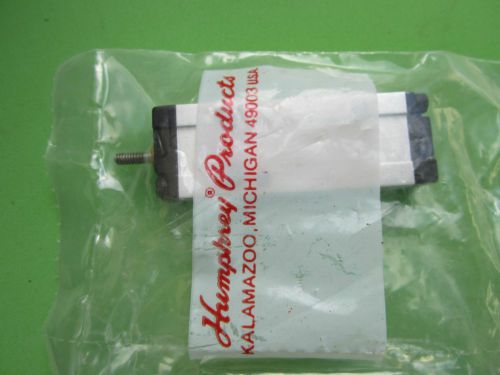 Humphrey® Products
KALAMAZOO, MICHIGAN 49003 USA